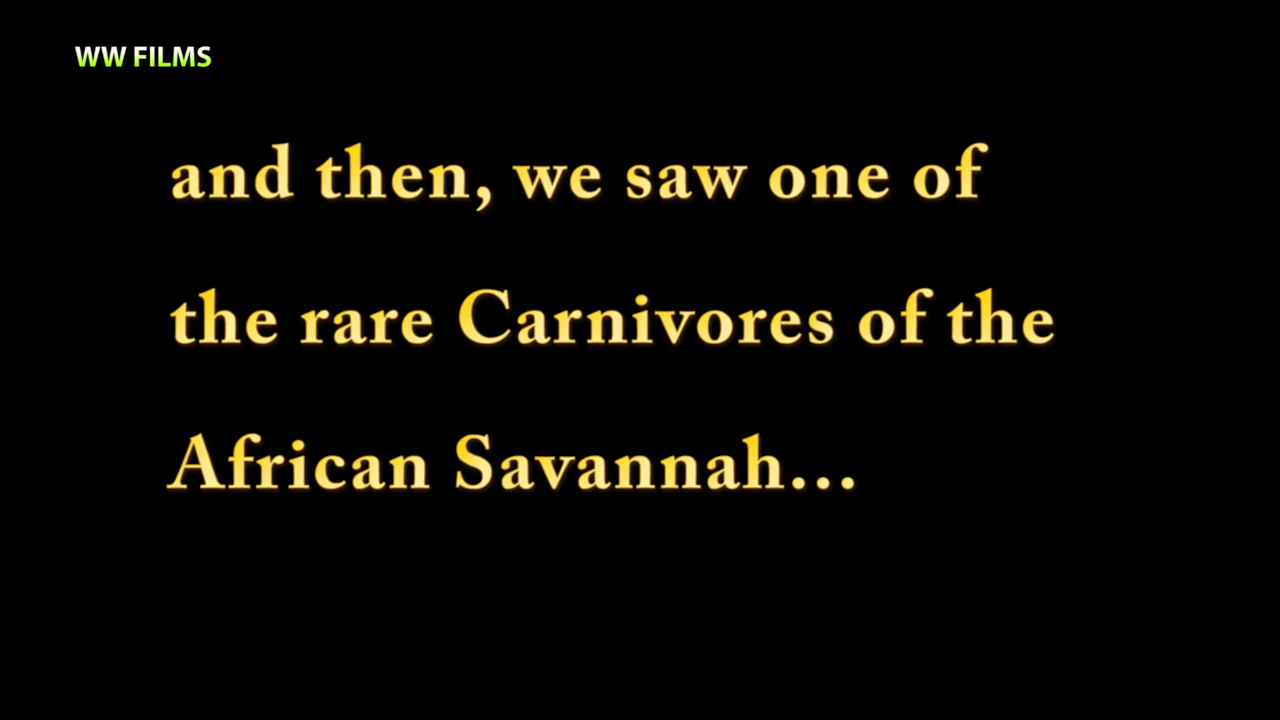 WW FILMS
and then, we saw one of
the rare Carnivores of the
African Savannah...